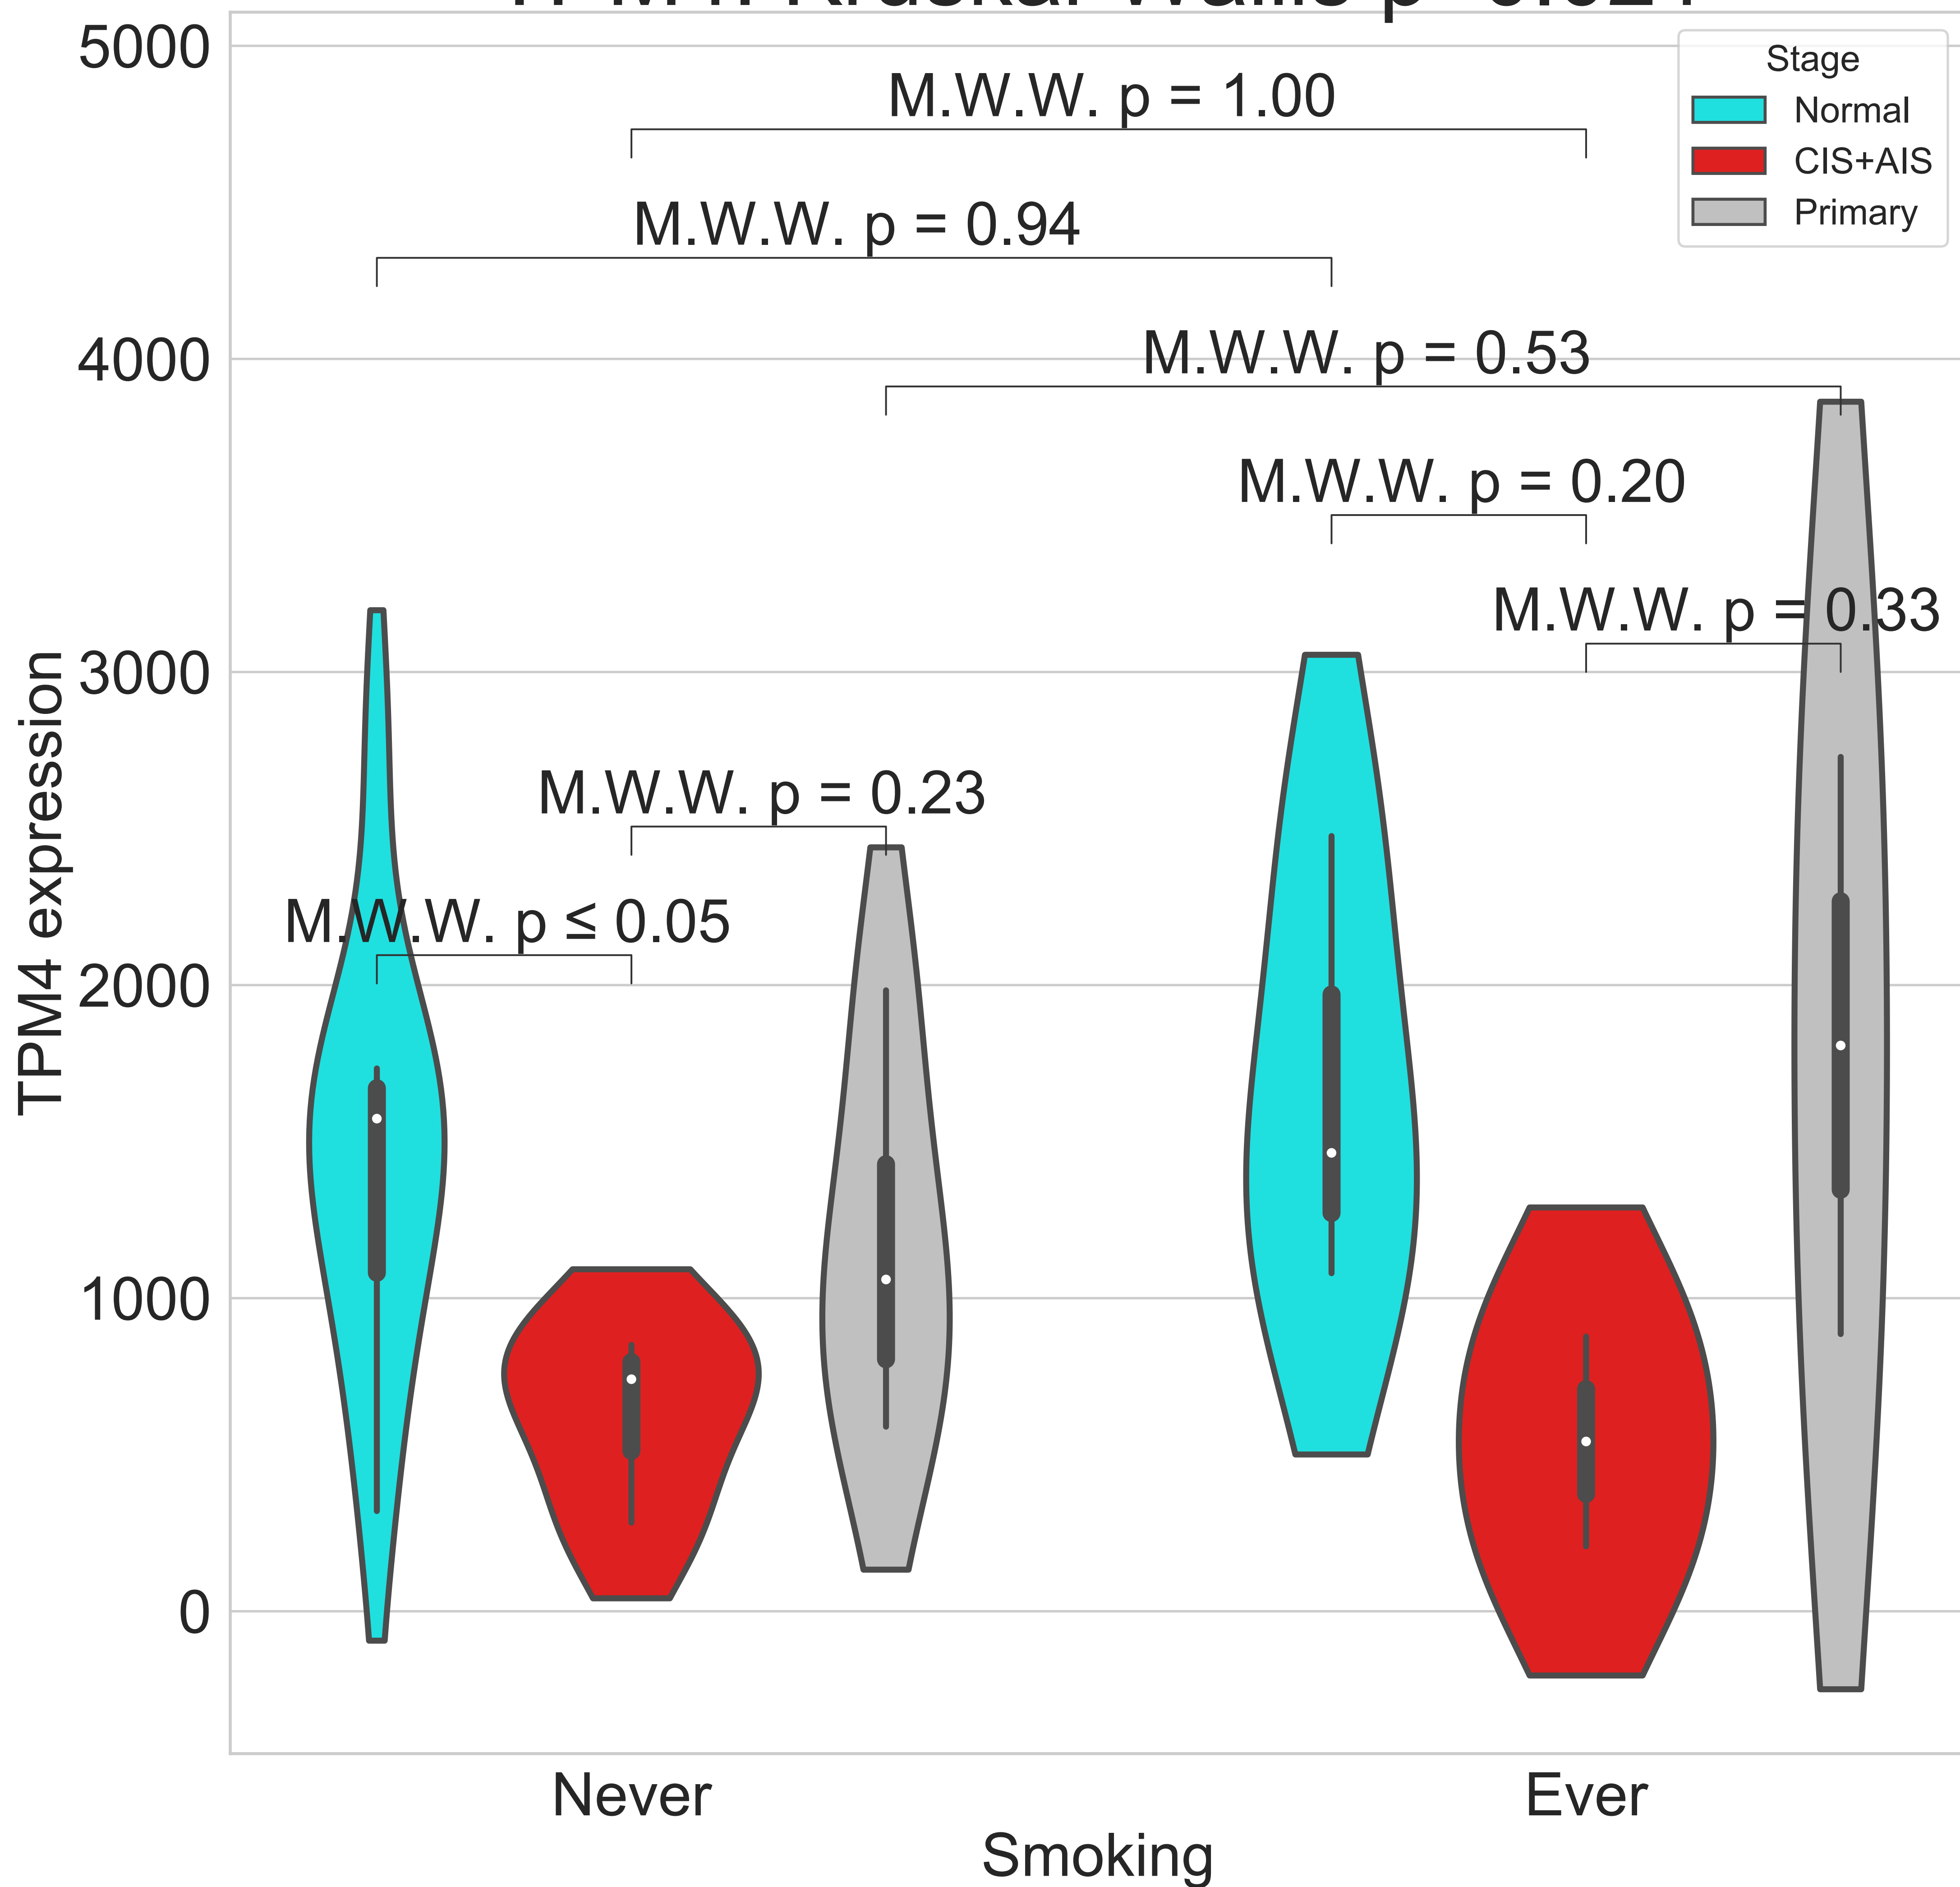 5000
4000
3000
2000
1000
0
TPM4 expression
M.W.W. p = 1.00
M.W.W. p = 0.94
M.W.W. p = 0.53
M.W.W. p = 0.20
M.W.W. p = 0.33
M.W.W. p = 0.23
M.W.W. p ≤ 0.05
Stage
Normal
CIS+AIS
Primary
Never
Ever
Smoking